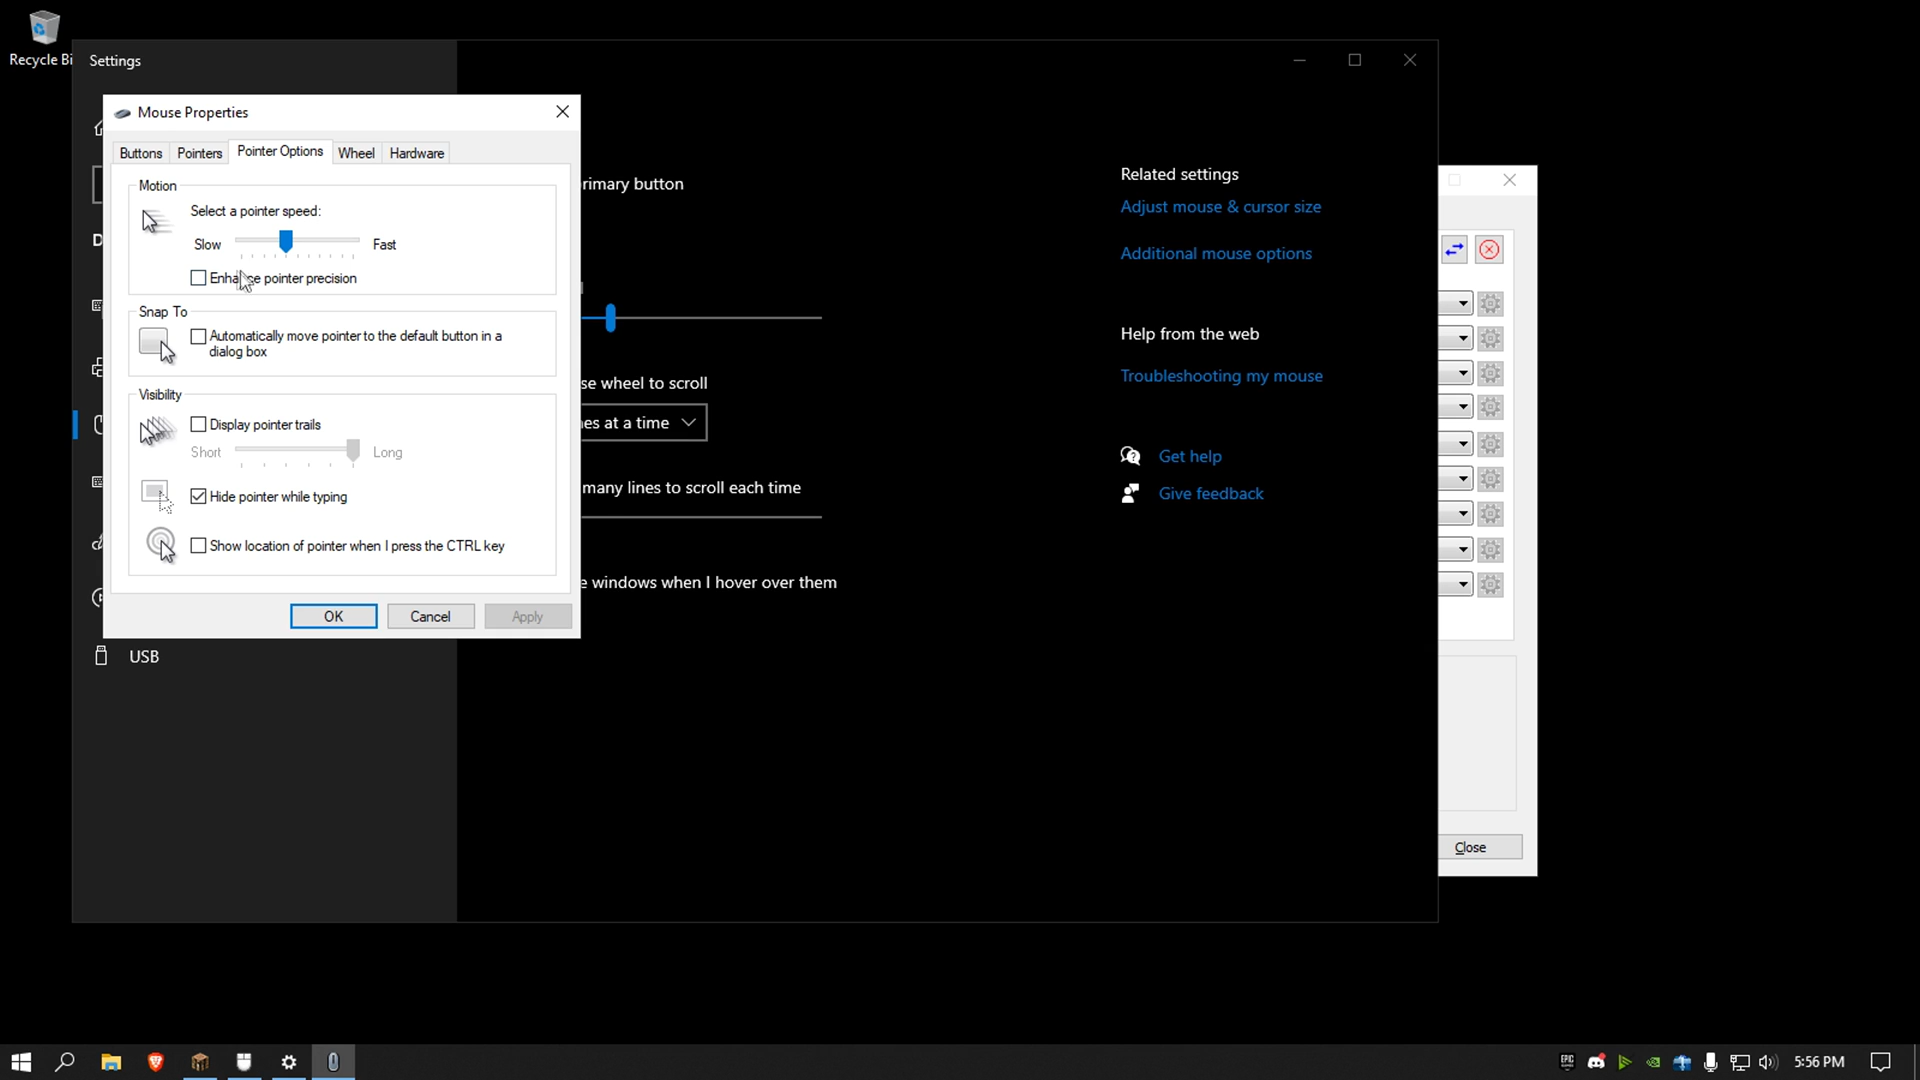 Recycle Bi
Settings
Mouse Properties
Buttons
Pointers
Pointer Options
Wheel
Hardware
Motion
Select a pointer speed:
Slow
Fast
pointer precision
Snap To
Automatically move pointer to the default button in a
dialog box
Visibility
Display pointer trails
Short
Long
Hide pointer while typing
Show location of pointer when I press the CTRL key
OK
Cancel
Apply
USB
rimary button
se wheel to scroll
es at a time
many lines to scroll each time
e windows when I hover over them
Related settings
Adjust mouse & cursor size
Additional mouse options
Help from the web
Troubleshooting my mouse
Get help
Give feedback
Close
EPIC
5:56 PM